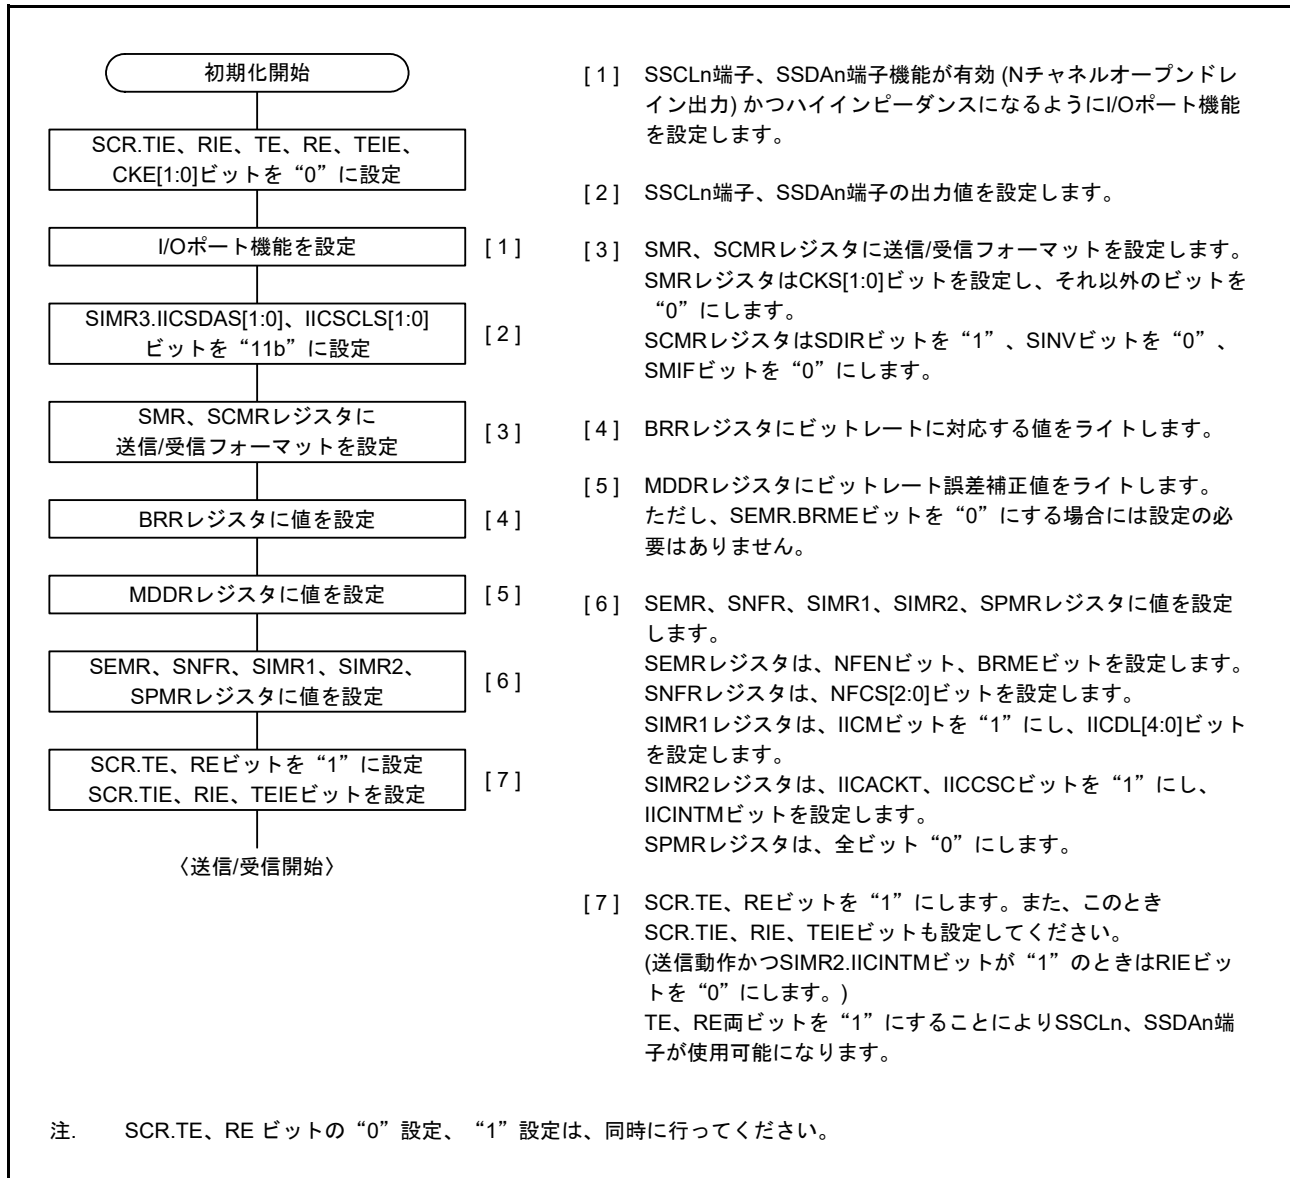 初期化開始
SCR.TIE、RIE、TE、RE、TEIE、
CKE[1:0]ビットを“0”に設定
I/Oポート機能を設定
[ 1 ]
SIMR3.IICSDAS[1:0]、IICSCLS[1:0]
ビットを“11b”に設定
[ 2 ]
SMR、SCMRレジスタに
送信/受信フォーマットを設定
[ 3 ]
BRRレジスタに値を設定
[ 4 ]
MDDRレジスタに値を設定
[ 5 ]
SEMR、SNFR、SIMR1、SIMR2、
SPMRレジスタに値を設定
[ 6 ]
SCR.TE、REビットを“1”に設定
SCR.TIE、RIE、TEIEビットを設定
[ 7 ]
〈送信/受信開始〉
[ 1 ] SSCLn端子、SSDAn端子機能が有効 (Nチャネルオープンドレ
イン出力) かつハイインピーダンスになるようにI/Oポート機能
を設定します。
[ 2 ] SSCLn端子、SSDAn端子の出力値を設定します。
[ 3 ] SMR、SCMRレジスタに送信/受信フォーマットを設定します。
SMRレジスタはCKS[1:0]ビットを設定し、それ以外のビットを
“0”にします。
SCMRレジスタはSDIRビットを“1”、SINVビットを“0”、
SMIFビットを“0”にします。
[ 4 ] BRRレジスタにビットレートに対応する値をライトします。
[ 5 ] MDDRレジスタにビットレート誤差補正値をライトします。
ただし、SEMR.BRMEビットを“0”にする場合には設定の必
要はありません。
[ 6 ] SEMR、SNFR、SIMR1、SIMR2、SPMRレジスタに値を設定
します。
SEMRレジスタは、NFENビット、BRMEビットを設定します。
SNFRレジスタは、NFCS[2:0]ビットを設定します。
SIMR1レジスタは、IICMビットを“1”にし、IICDL[4:0]ビット
を設定します。
SIMR2レジスタは、IICACKT、IICCSCビットを“1”にし、
IICINTMビットを設定します。
SPMRレジスタは、全ビット“0”にします。
[ 7 ] SCR.TE、REビットを“1”にします。また、このとき
SCR.TIE、RIE、TEIEビットも設定してください。
(送信動作かつSIMR2.IICINTMビットが“1”のときはRIEビッ
トを“0”にします。)
TE、RE両ビットを“1”にすることによりSSCLn、SSDAn端
子が使用可能になります。
注. SCR.TE、RE ビットの“0”設定、“1”設定は、同時に行ってください。